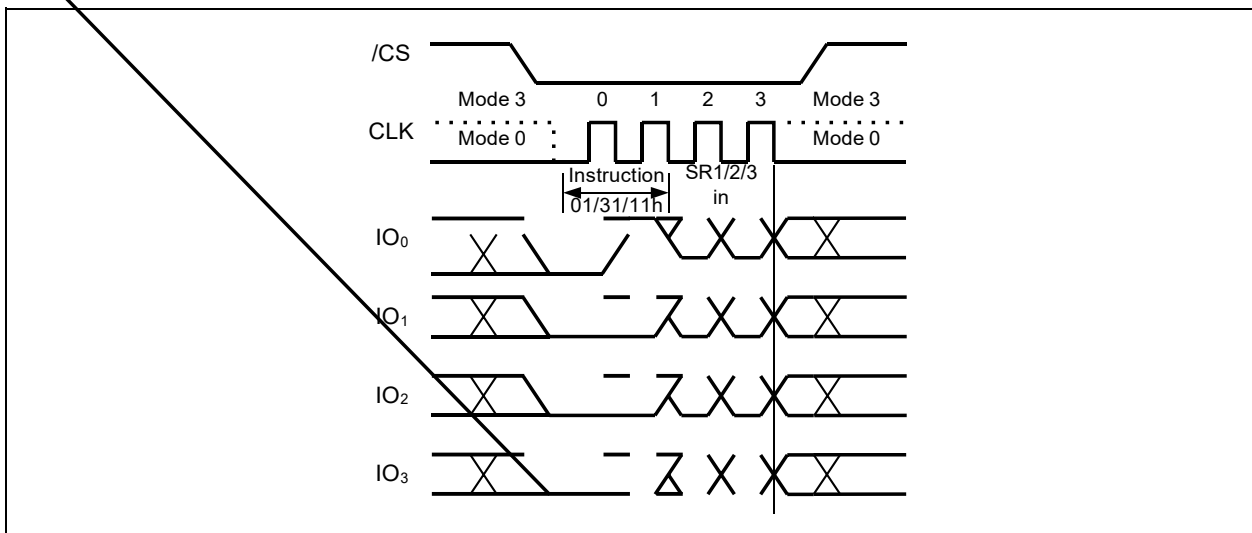 /CS
Mode 3 0 1 2 3 Mode 3
CLK Mode 0 Mode 0
Instruction SR1/2/3
01/31/11h in
IO₀
IO₁
IO₂
IO₃